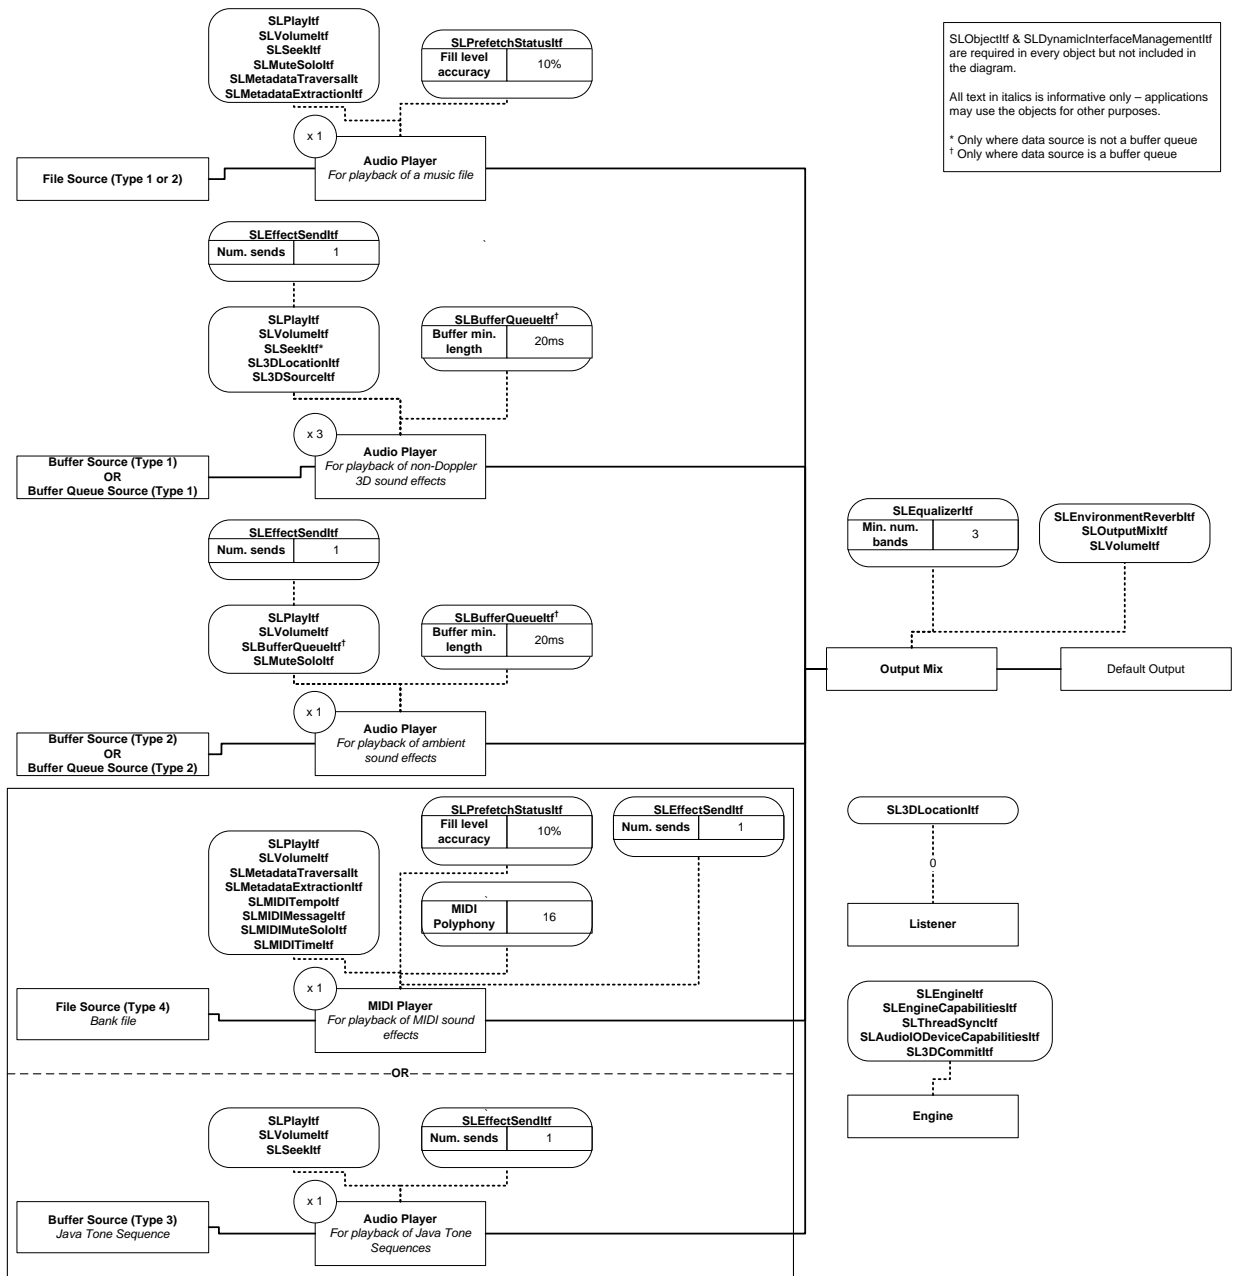 SLPlayItf
SLVolumeItf
SLSeekItf
SLMuteSoloItf
SLMetadataTraversalIt
SLMetadataExtractionItf
SLPrefetchStatusItf
Fill level
accuracy
10%
SLObjectItf & SLDynamicInterfaceManagementItf
are required in every object but not included in
the diagram.
All text in italics is informative only – applications
may use the objects for other purposes.
* Only where data source is not a buffer queue
† Only where data source is a buffer queue
x 1
File Source (Type 1 or 2)
Audio Player
For playback of a music file
SLEffectSendItf
Num. sends
1
`
SLPlayItf
SLVolumeItf
SLSeekItf*
SL3DLocationItf
SL3DSourceItf
SLBufferQueueItf†
Buffer min.
length
20ms
x 3
Buffer Source (Type 1)
OR
Buffer Queue Source (Type 1)
Audio Player
For playback of non-Doppler
3D sound effects
SLEffectSendItf
Num. sends
1
SLEqualizerItf
Min. num.
bands
3
SLEnvironmentReverbItf
SLOutputMixItf
SLVolumeItf
SLPlayItf
SLVolumeItf
SLBufferQueueItf†
SLMuteSoloItf
SLBufferQueueItf†
Buffer min.
length
20ms
Output Mix
Default Output
x 1
Buffer Source (Type 2)
OR
Buffer Queue Source (Type 2)
Audio Player
For playback of ambient
sound effects
SLPlayItf
SLVolumeItf
SLMetadataTraversalIt
SLMetadataExtractionItf
SLMIDITempoItf
SLMIDIMessageItf
SLMIDIMuteSoloItf
SLMIDITimeItf
SLPrefetchStatusItf
Fill level
accuracy
10%
SLEffectSendItf
Num. sends
1
`
MIDI
Polyphony
16
SL3DLocationItf
0
Listener
x 1
File Source (Type 4)
Bank file
MIDI Player
For playback of MIDI sound
effects
SLEngineItf
SLEngineCapabilitiesItf
SLThreadSyncItf
SLAudioIODeviceCapabilitiesItf
SL3DCommitItf
Engine
OR
SLPlayItf
SLVolumeItf
SLSeekItf
`
SLEffectSendItf
Num. sends
1
x 1
Buffer Source (Type 3)
Java Tone Sequence
Audio Player
For playback of Java Tone
Sequences